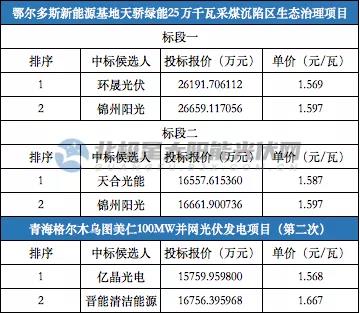 鄂尔多斯新能源基地天骄绿能25万千瓦采煤沉陷区生态治理项目
标段一
排序 中标候选人 投标报价（万元） 单价（元/瓦）
1 环晟光伏 26191.706112 1.569
2 锦州阳光 26659.117056 1.597
标段二
排序 中标候选人 投标报价（万元） 单价（元/瓦）
1 天合光能 16557.615360 1.587
2 锦州阳光 16661.900736 1.597
青海格尔木乌图美仁100MW并网光伏发电项目（第二次）
排序 中标候选人 投标报价（万元） 单价（元/瓦）
1 亿晶光电 15759.959800 1.568
2 晋能清洁能源 16756.395968 1.667
北极星太阳能光伏网